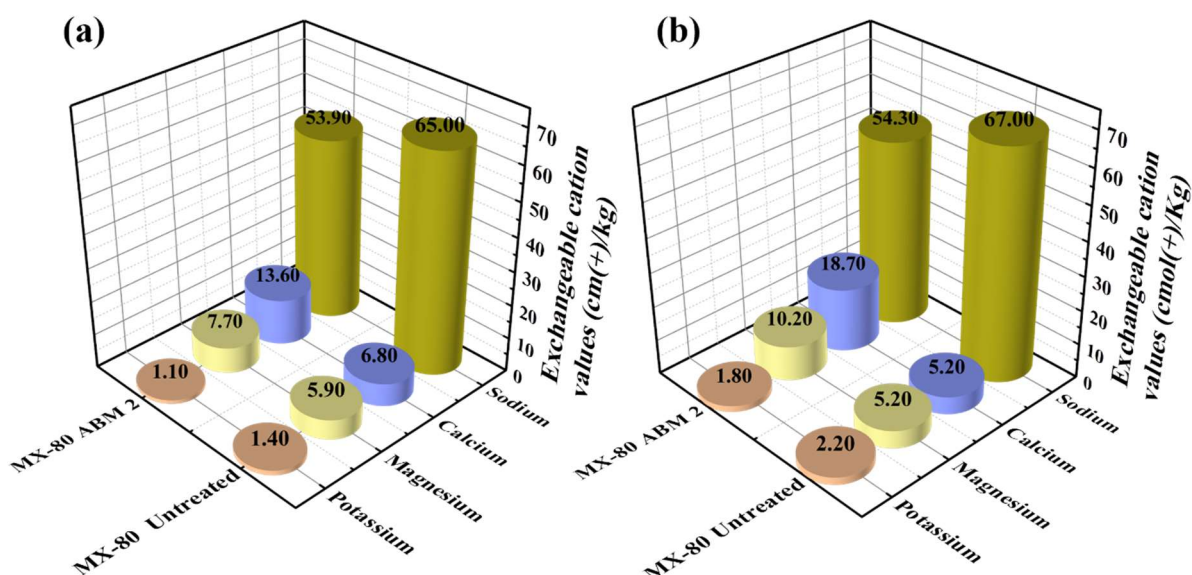 (a)
53.90
65.00
13.60
7.70
6.80
1.10
5.90
1.40
70
60
50
40
30
20
10
0
Exchangeable cation
values (cm(+)/kg)
Sodium
Calcium
Magnesium
Potassium
MX-80 ABM 2
MX-80 Untreated
(b)
54.30
67.00
18.70
10.20
5.20
1.80
5.20
2.20
70
60
50
40
30
20
10
0
Exchangeable cation
values (cmol(+)/Kg)
Sodium
Calcium
Magnesium
Potassium
MX-80 ABM 2
MX-80 Untreated